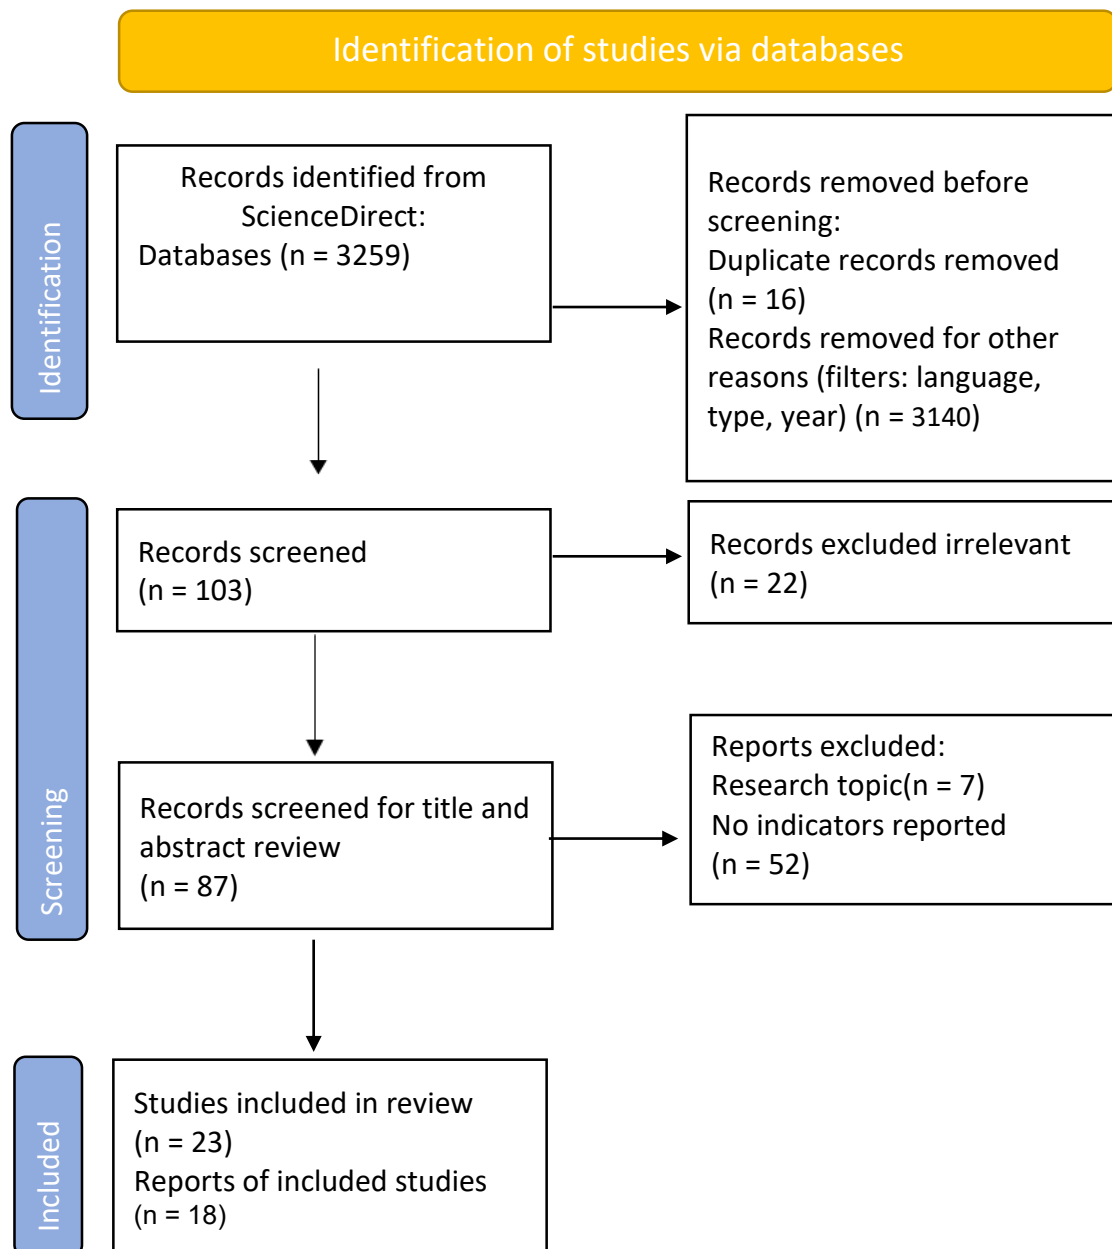 Identification of studies via databases
Identification
Records identified from
ScienceDirect:
Databases (n = 3259)
Records removed before
screening:
Duplicate records removed
(n = 16)
Records removed for other
reasons (filters: language,
type, year) (n = 3140)
Screening
Records screened
(n = 103)
Records excluded irrelevant
(n = 22)
Records screened for title and
abstract review
(n = 87)
Reports excluded:
Research topic(n = 7)
No indicators reported
(n = 52)
Included
Studies included in review
(n = 23)
Reports of included studies
(n = 18)